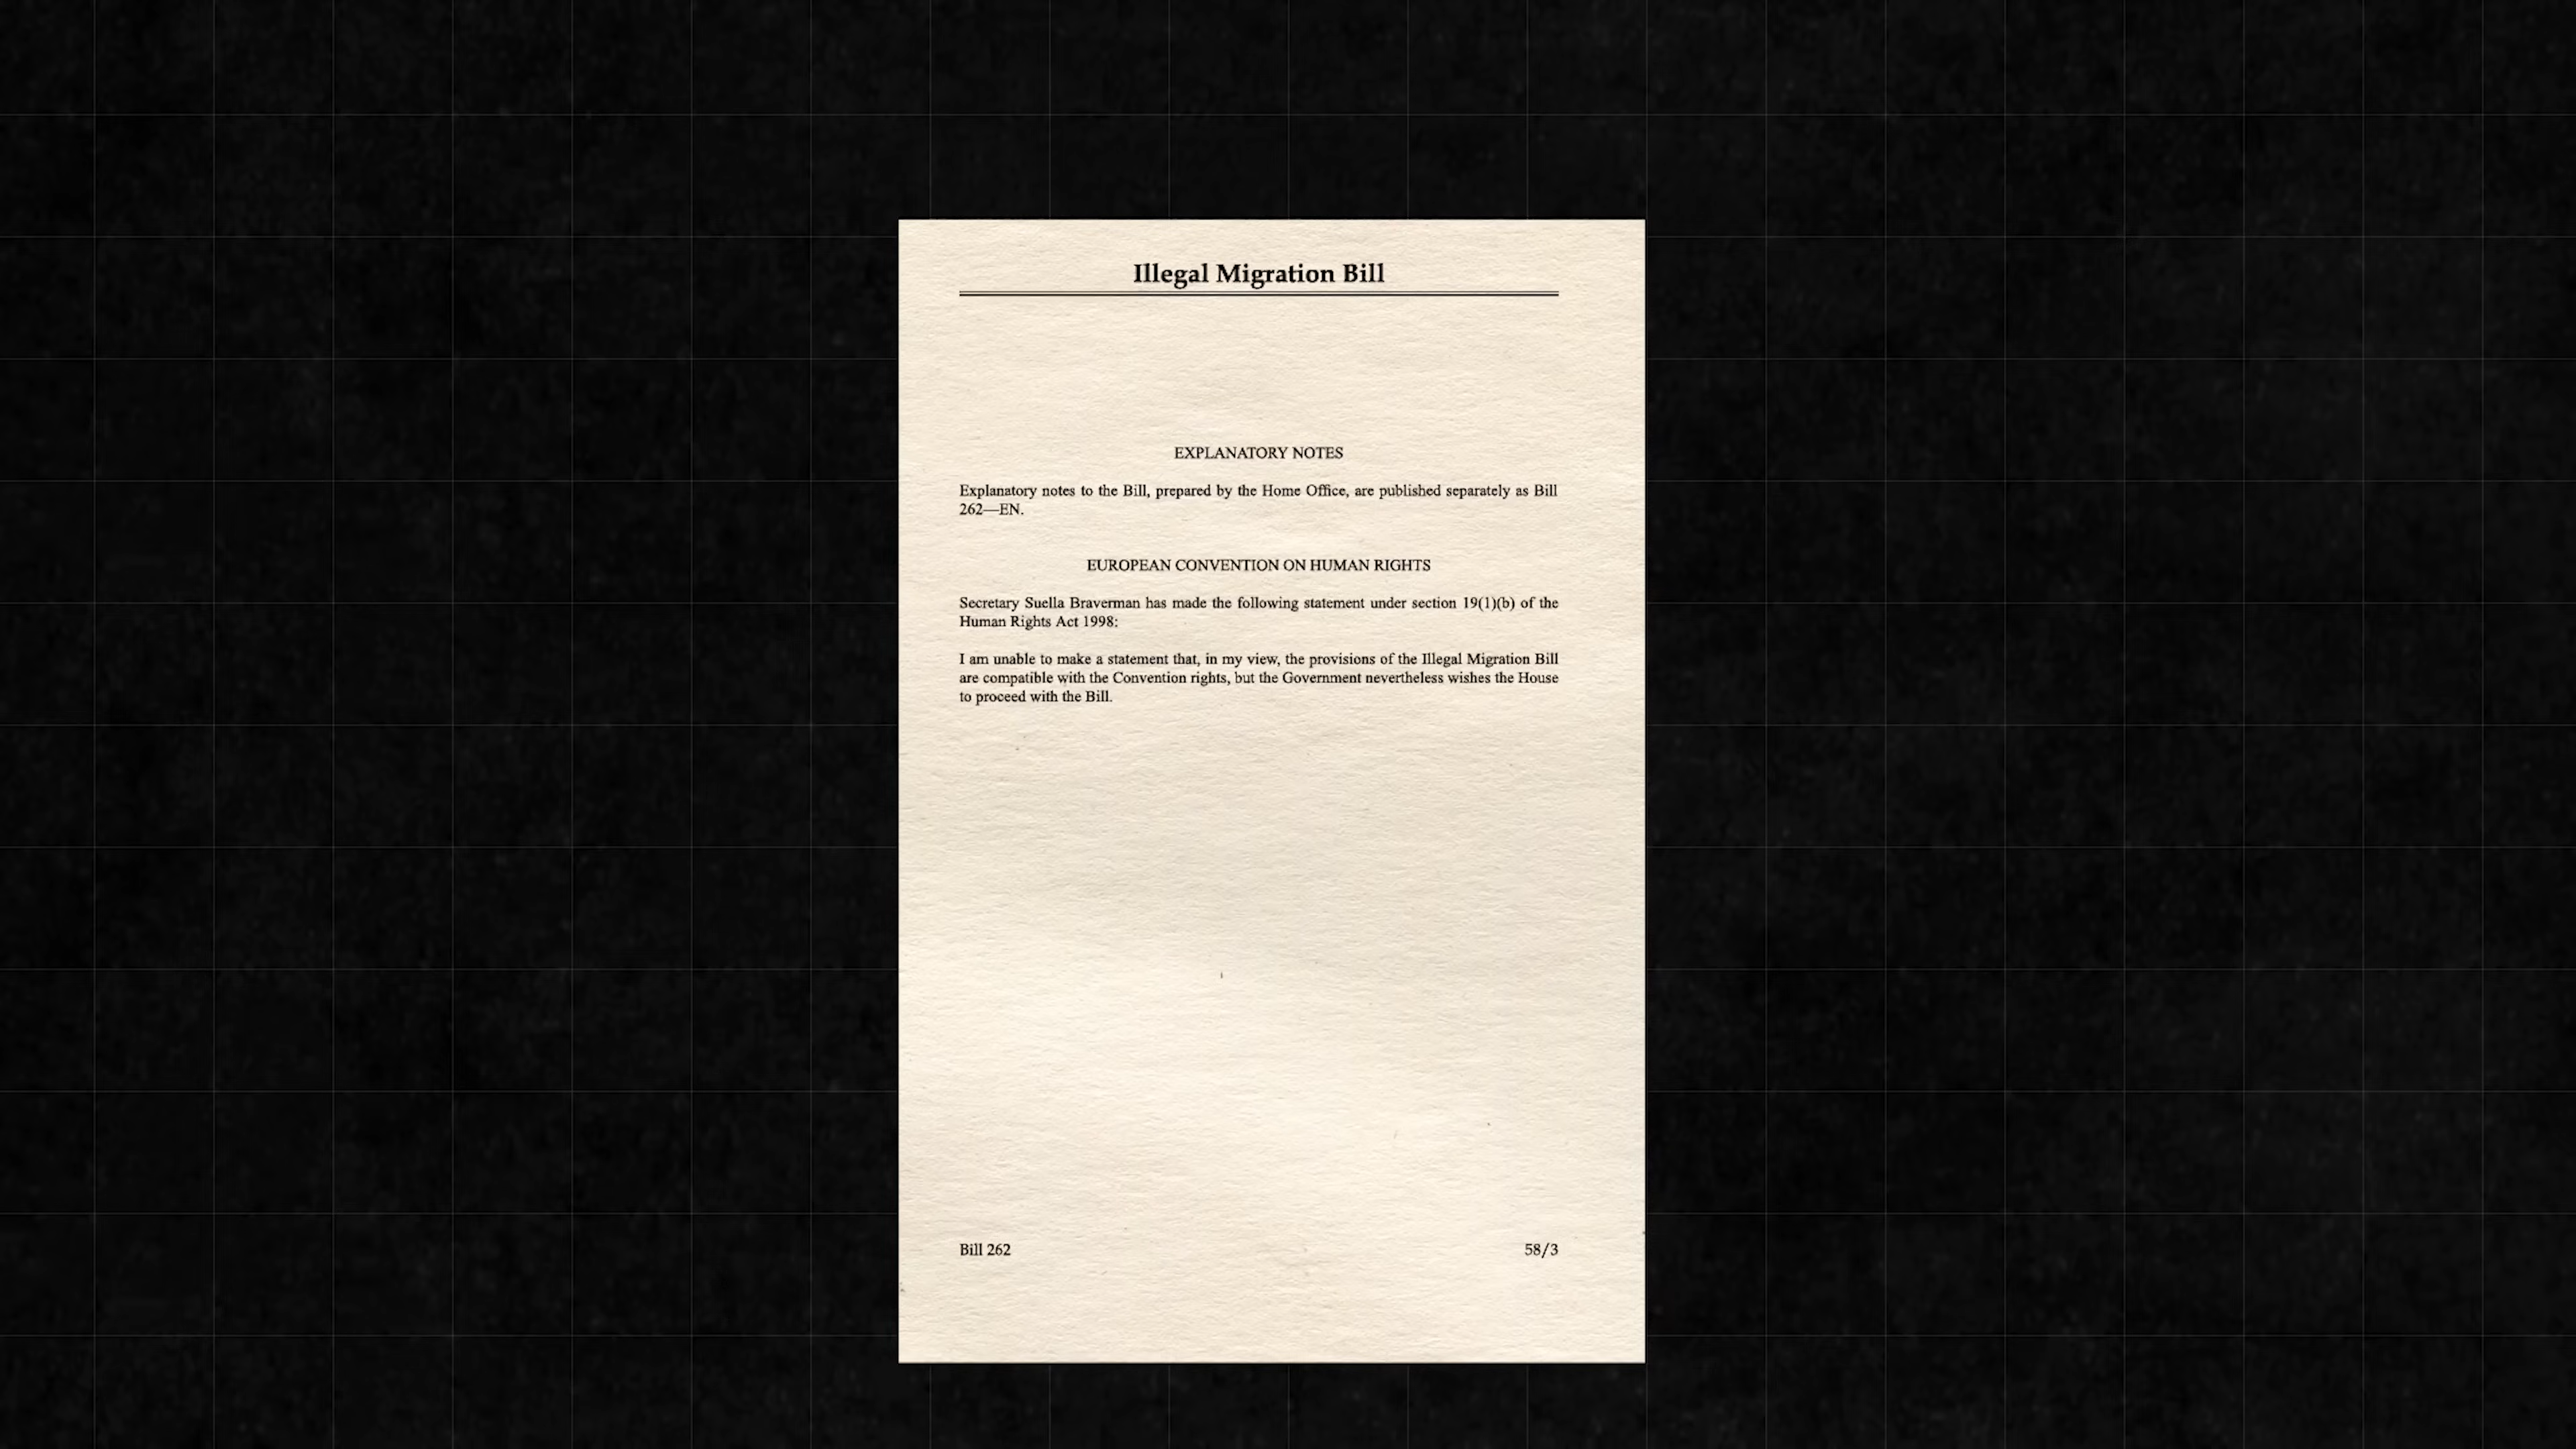 Illegal Migration Bill
EXPLANATORY NOTES
Explanatory notes to the Bill, prepared by the Home Office, are published separately as Bill
262—EN.
EUROPEAN CONVENTION ON HUMAN RIGHTS
Secretary Suella Braverman has made the following statement under section 19(1)(b) of the
Human Rights Act 1998:
I am unable to make a statement that, in my view, the provisions of the Illegal Migration Bill
are compatible with the Convention rights, but the Government nevertheless wishes the House
to proceed with the Bill.
Bill 262
58/3